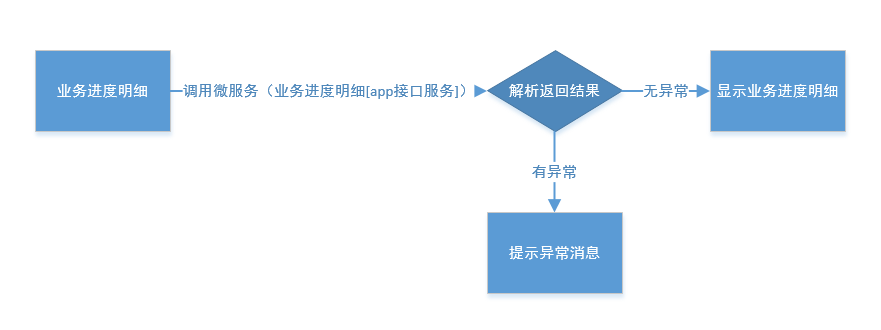 业务进度明细
调用微服务（业务进度明细[app接口服务]）
解析返回结果
无异常
显示业务进度明细
有异常
提示异常消息